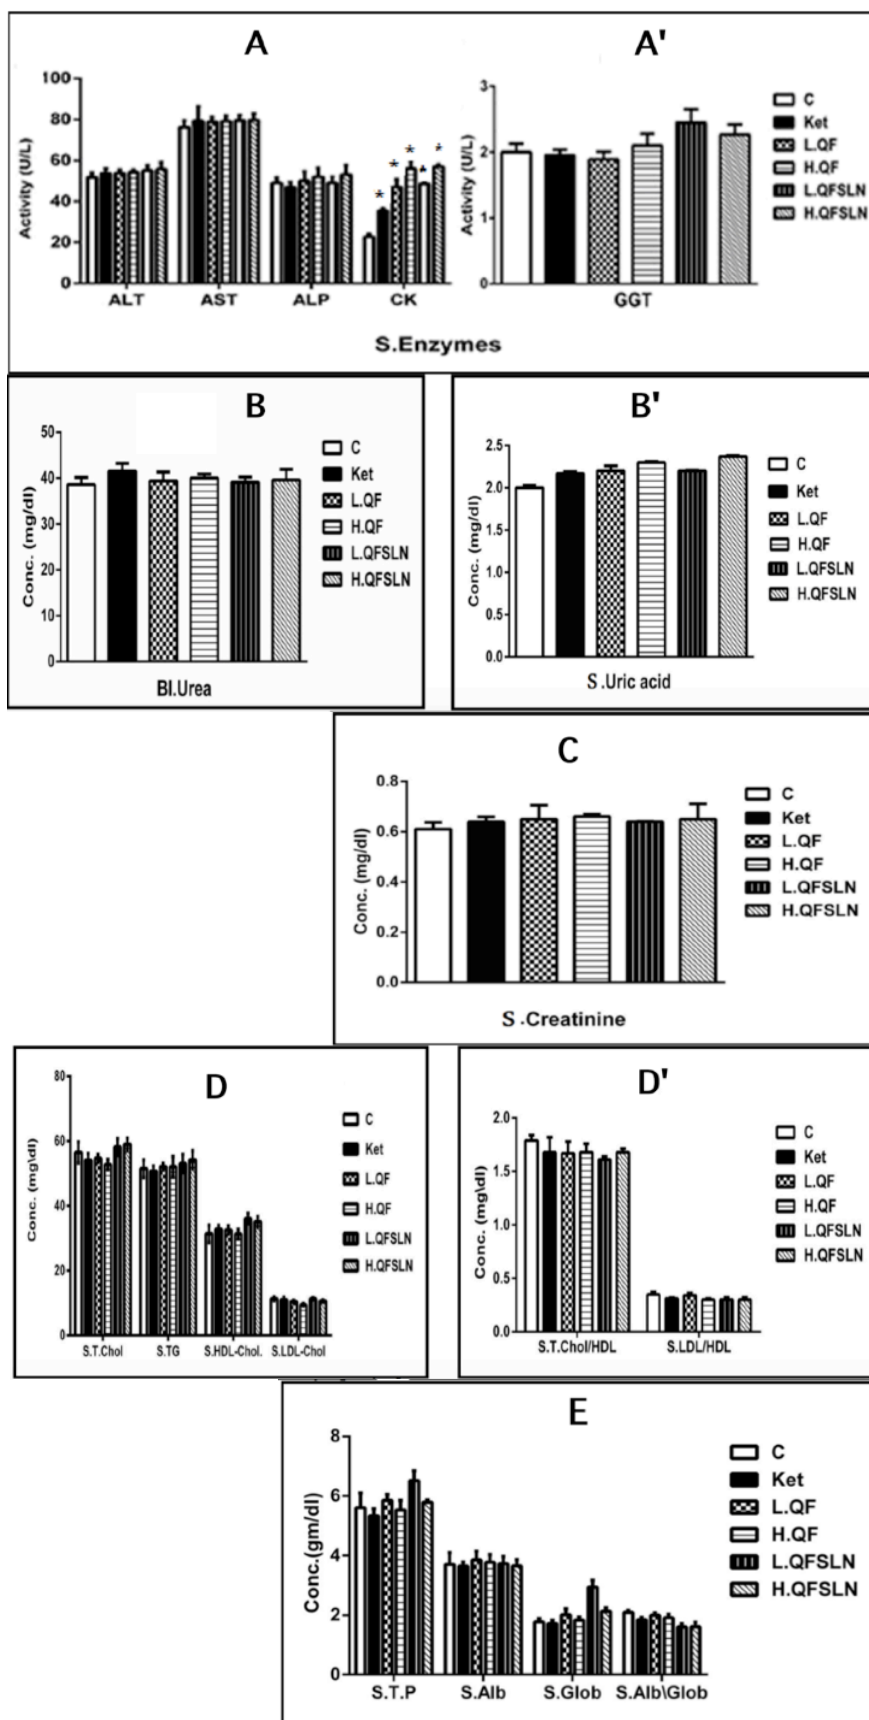 A
A'
100
80
60
40
20
0
Activity (U/L)
* * * * *
ALT AST ALP CK
3
2
1
0
Activity (U/L)
GGT
C
Ket
L.QF
H.QF
L.QFSLN
H.QFSLN
S.Enzymes
B
50
40
30
20
10
0
Conc. (mg/dl)
Bl.Urea
C
Ket
L.QF
H.QF
L.QFSLN
H.QFSLN
B'
2.5
2.0
1.5
1.0
0.5
0.0
Conc. (mg/dl)
S.Uric acid
C
Ket
L.QF
H.QF
L.QFSLN
H.QFSLN
C
0.8
0.6
0.4
0.2
0.0
Conc. (mg/dl)
S.Creatinine
C
Ket
L.QF
H.QF
L.QFSLN
H.QFSLN
D
80
60
40
20
0
Conc. (mg\dl)
S.T.Chol S.TG S.HDL-Chol. S.LDL-Chol
C
Ket
L.QF
H.QF
L.QFSLN
H.QFSLN
D'
2.0
1.5
1.0
0.5
0.0
Conc. (mg\dl)
S.T.Chol/HDL S.LDL/HDL
C
Ket
L.QF
H.QF
L.QFSLN
H.QFSLN
E
8
6
4
2
0
Conc.(gm/dl)
S.T.P S.Alb S.Glob S.Alb\Glob
C
Ket
L.QF
H.QF
L.QFSLN
H.QFSLN